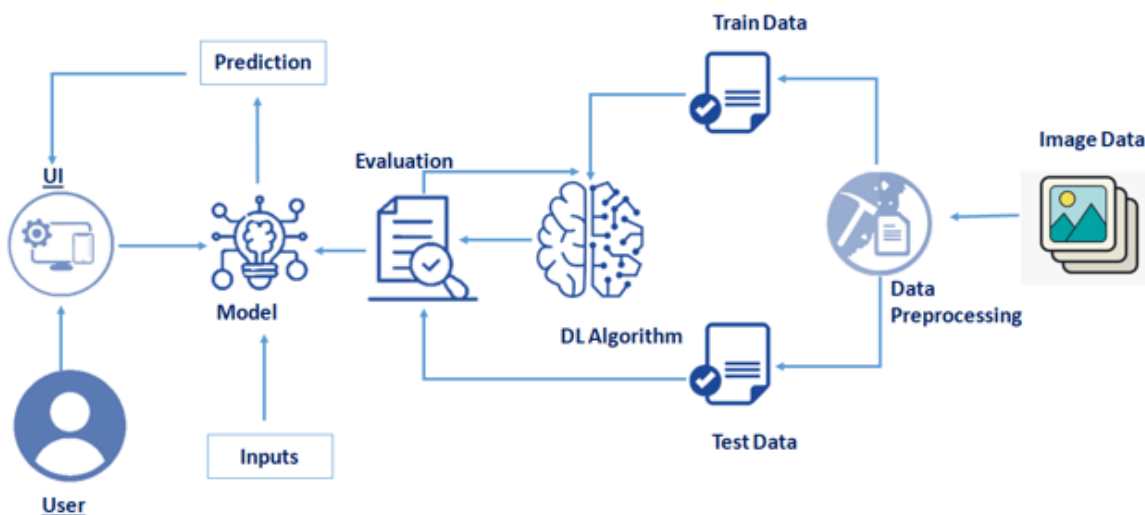 Train Data
Prediction
Image Data
Evaluation
UI
Model
Data
Preprocessing
DL Algorithm
Test Data
Inputs
User